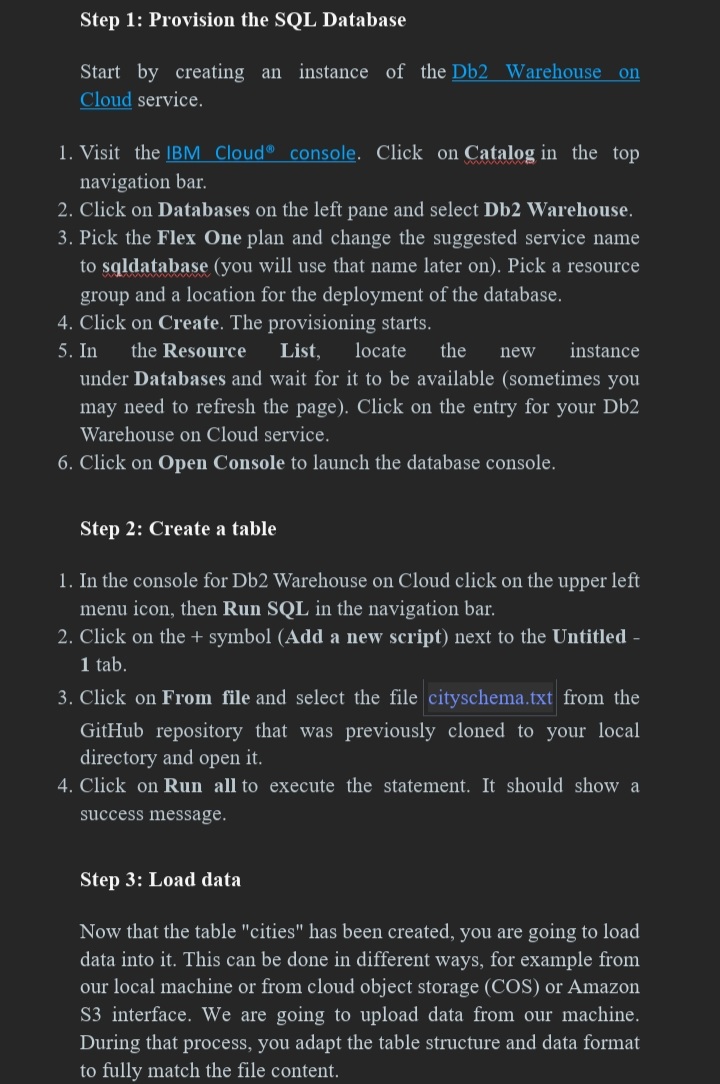 Step 1: Provision the SQL Database
Start by creating an instance of the Db2 Warehouse on
Cloud service.
1. Visit the IBM Cloud® console. Click on Catalog in the top
navigation bar.
2. Click on Databases on the left pane and select Db2 Warehouse.
3. Pick the Flex One plan and change the suggested service name
to sqldatabase (you will use that name later on). Pick a resource
group and a location for the deployment of the database.
4. Click on Create. The provisioning starts.
5. In the Resource List, locate the new instance
under Databases and wait for it to be available (sometimes you
may need to refresh the page). Click on the entry for your Db2
Warehouse on Cloud service.
6. Click on Open Console to launch the database console.
Step 2: Create a table
1. In the console for Db2 Warehouse on Cloud click on the upper left
menu icon, then Run SQL in the navigation bar.
2. Click on the + symbol (Add a new script) next to the Untitled -
1 tab.
3. Click on From file and select the file cityschema.txt from the
GitHub repository that was previously cloned to your local
directory and open it.
4. Click on Run all to execute the statement. It should show a
success message.
Step 3: Load data
Now that the table "cities" has been created, you are going to load
data into it. This can be done in different ways, for example from
our local machine or from cloud object storage (COS) or Amazon
S3 interface. We are going to upload data from our machine.
During that process, you adapt the table structure and data format
to fully match the file content.